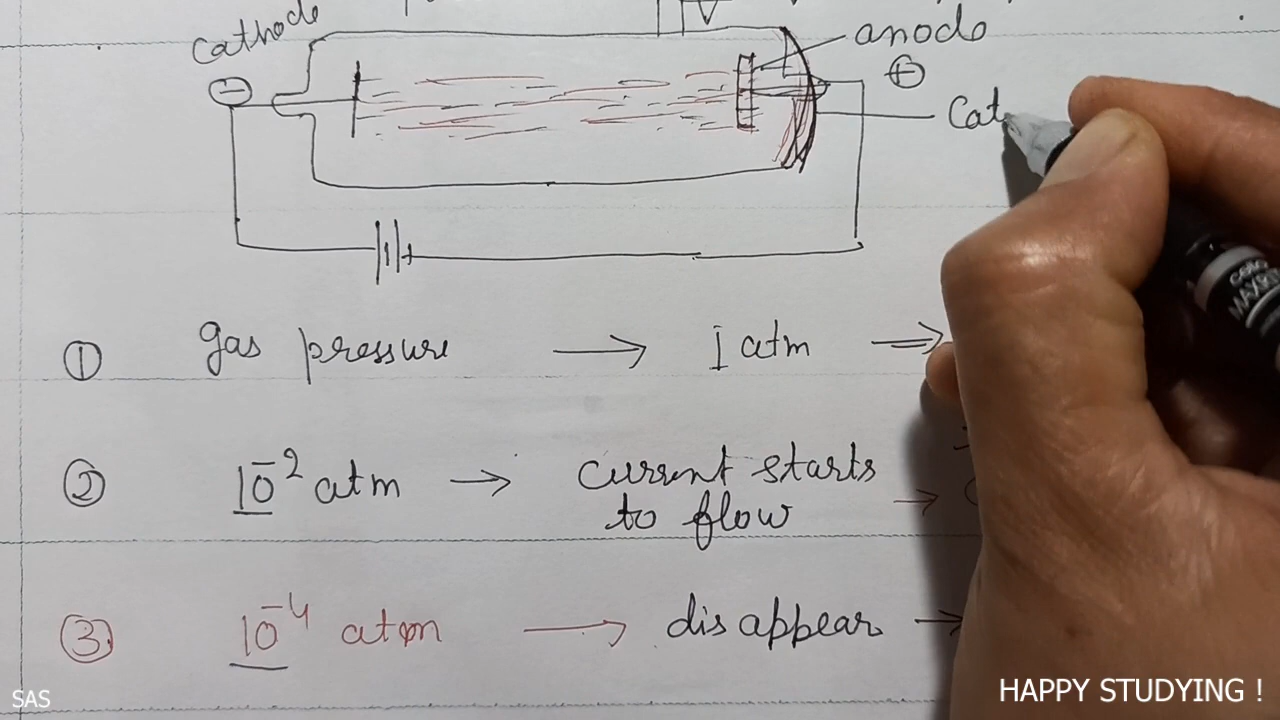 Cathode
anode
−
+
Cat
① gas pressure → 1 atm ⇒
② 10⁻² atm → current starts
to flow →
③ 10⁻⁴ atm → disappear →
cello
SAS
HAPPY STUDYING !